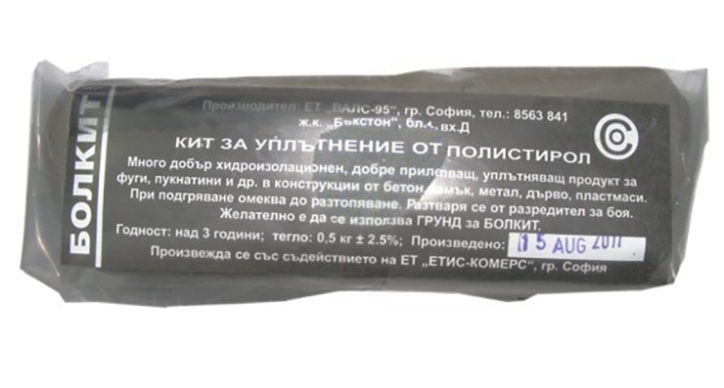 БОЛКИТ
Производител: ЕТ „ВАЛС-95", гр. София, тел.: 8563 841
ж.к. „Бъкстон", бл. вх.Д
КИТ ЗА УПЛЪТНЕНИЕ ОТ ПОЛИСТИРОЛ
Много добър хидроизолационен, добре прилепващ, уплътняващ продукт за
фуги, пукнатини и др. в конструкции от бетон, камък, метал, дърво, пластмаси.
При подгряване омеква до разтопяване. Разтваря се от разредител за боя.
Желателно е да се използва ГРУНД за БОЛКИТ.
Годност: над 3 години; тегло: 0,5 кг ± 2.5%; Произведено: 15 AUG 2011
Произвежда се със съдействието на ЕТ „ЕТИС-КОМЕРС", гр. София